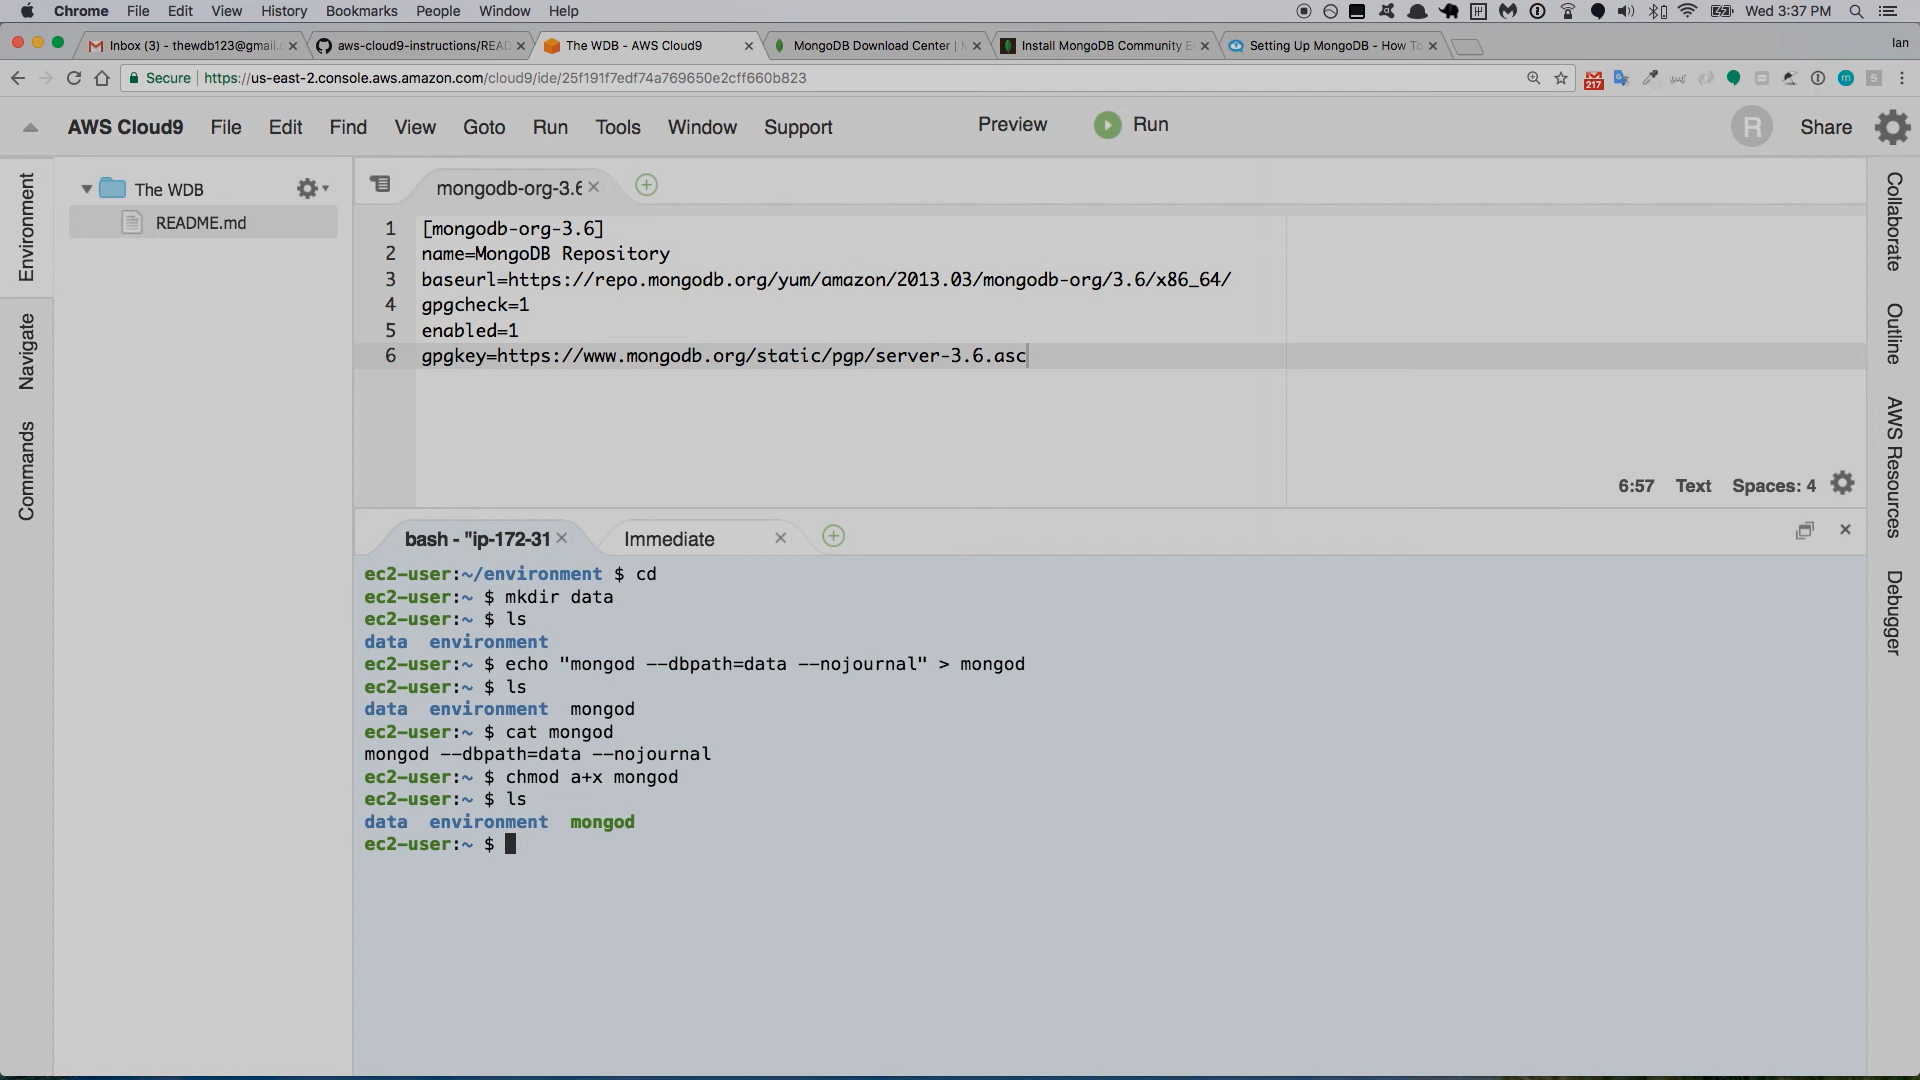 Chrome File Edit View History Bookmarks People Window Help
Wed 3:37 PM
Inbox (3) - thewdb123@gmail.
aws-cloud9-instructions/READ
The WDB - AWS Cloud9
MongoDB Download Center |
Install MongoDB Community E
Setting Up MongoDB - How To
Ian
Secure https://us-east-2.console.aws.amazon.com/cloud9/ide/25f191f7edf74a769650e2cff660b823
217
AWS Cloud9 File Edit Find View Goto Run Tools Window Support Preview Run R Share
Environment
Navigate
Commands
The WDB
README.md
mongodb-org-3.6
1 [mongodb-org-3.6]
2 name=MongoDB Repository
3 baseurl=https://repo.mongodb.org/yum/amazon/2013.03/mongodb-org/3.6/x86_64/
4 gpgcheck=1
5 enabled=1
6 gpgkey=https://www.mongodb.org/static/pgp/server-3.6.asc
6:57 Text Spaces: 4
bash - "ip-172-31
Immediate
ec2-user:~/environment $ cd
ec2-user:~ $ mkdir data
ec2-user:~ $ ls
data environment
ec2-user:~ $ echo "mongod --dbpath=data --nojournal" > mongod
ec2-user:~ $ ls
data environment mongod
ec2-user:~ $ cat mongod
mongod --dbpath=data --nojournal
ec2-user:~ $ chmod a+x mongod
ec2-user:~ $ ls
data environment mongod
ec2-user:~ $
Collaborate
Outline
AWS Resources
Debugger